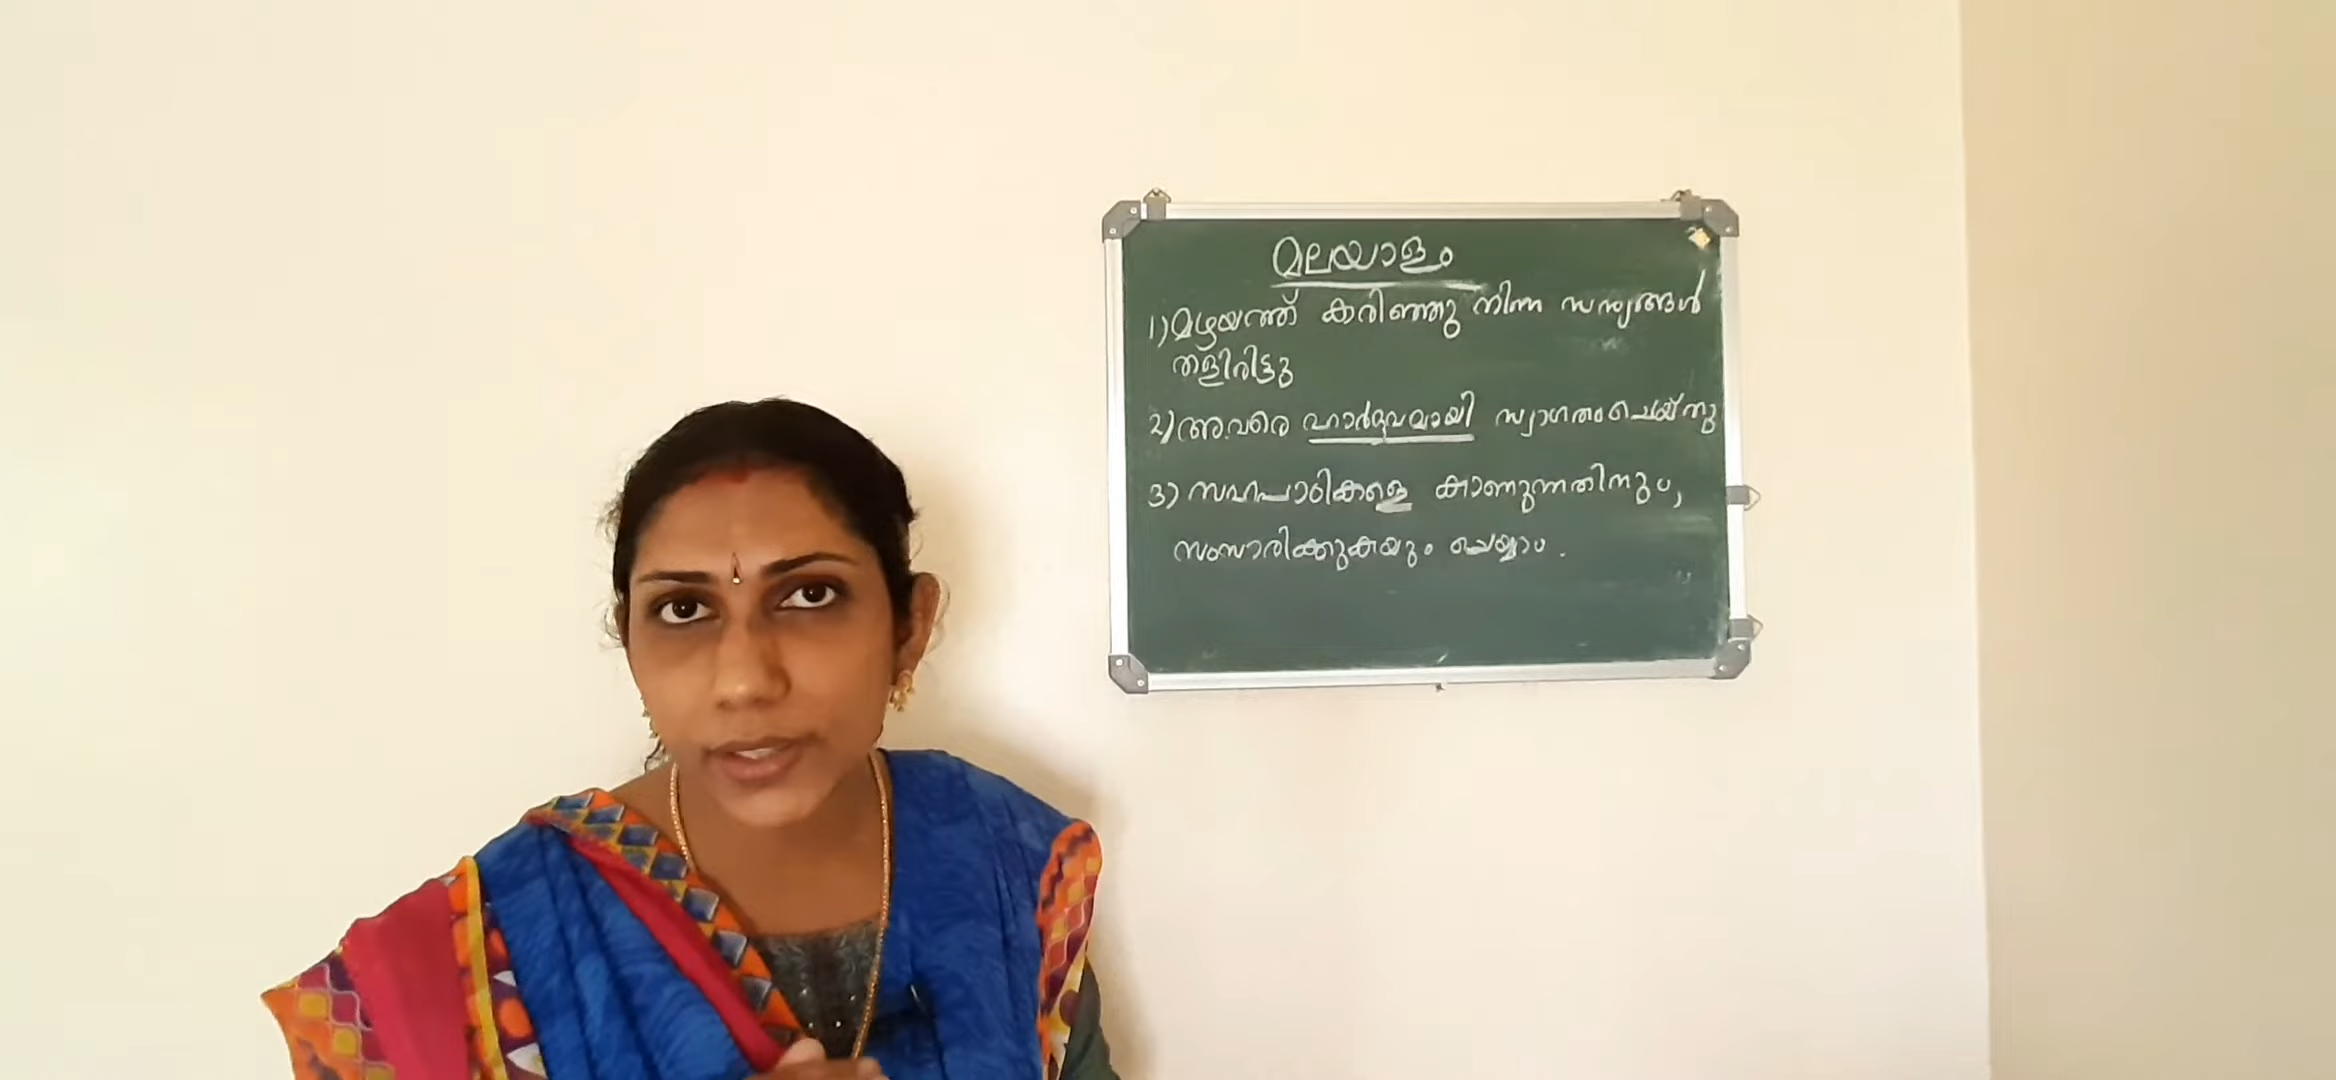 മലയാളം
1) മഴയത്ത് കരിഞ്ഞു നിന്ന സസ്യങ്ങൾ
തളിരിട്ടു
2) അവരെ ഹാർദ്ദവമായി സ്വാഗതംചെയ്തു
3) സഹപാഠികളെ കാണുന്നതിനും,
സംസാരിക്കുകയും ചെയ്യാം.